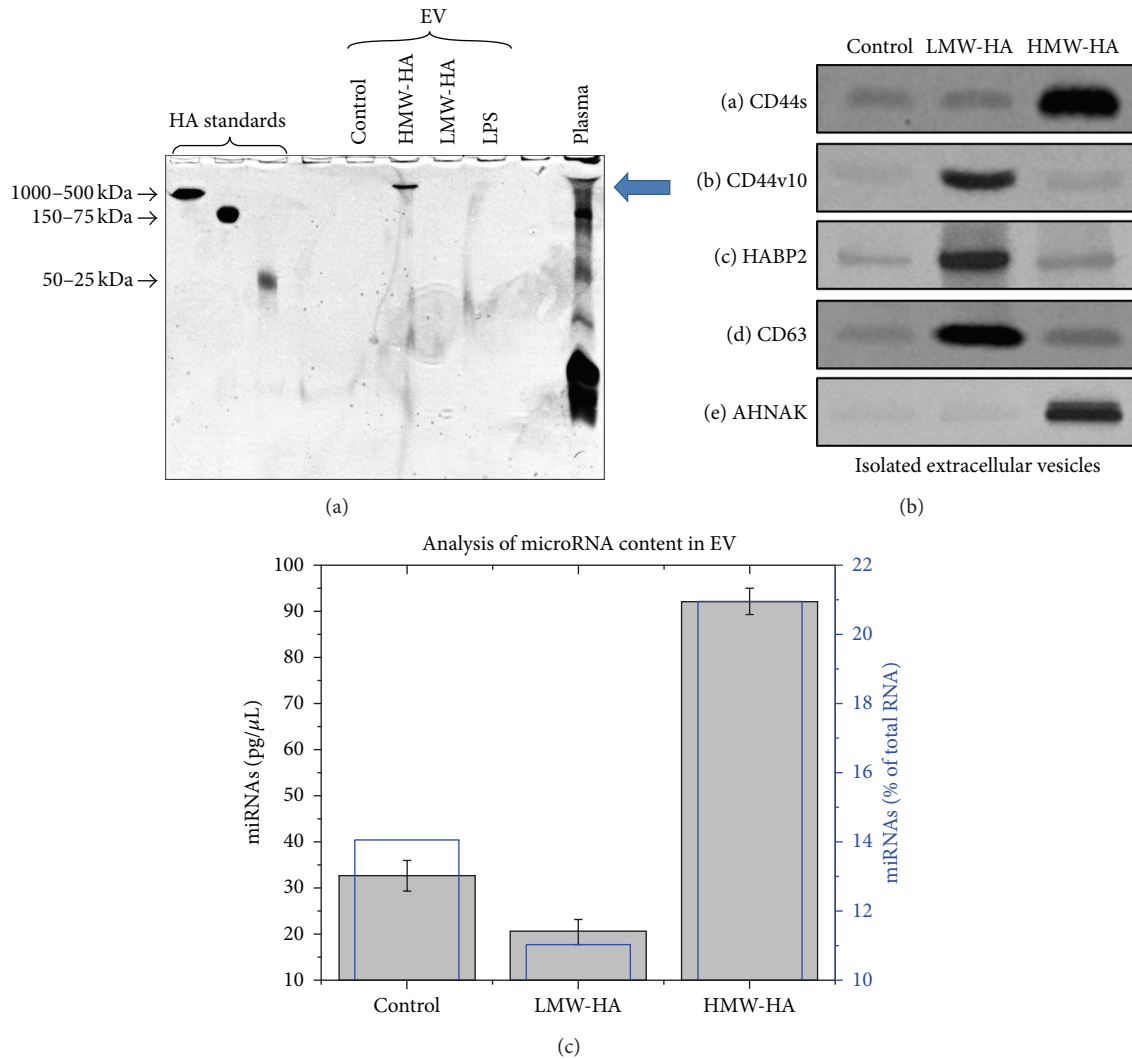 EV
Control
HMW-HA
LMW-HA
LPS
Plasma
HA standards
1000–500 kDa →
150–75 kDa →
50–25 kDa →
(a)
Control LMW-HA HMW-HA
(a) CD44s
(b) CD44v10
(c) HABP2
(d) CD63
(e) AHNAK
Isolated extracellular vesicles
(b)
Analysis of microRNA content in EV
100
90
80
70
60
50
40
30
20
10
miRNAs (pg/μL)
22
20
18
16
14
12
10
miRNAs (% of total RNA)
Control LMW-HA HMW-HA
(c)